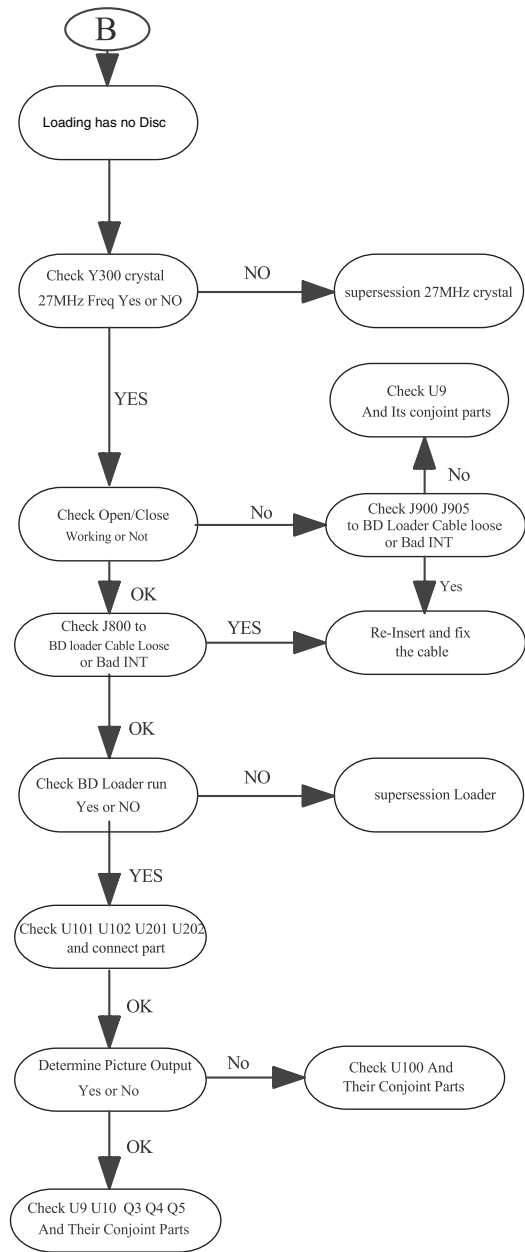 B
Loading has no Disc
Check Y300 crystal
27MHz Freq Yes or NO
NO
supersession 27MHz crystal
YES
Check U9
And Its conjoint parts
No
Check Open/Close
Working or Not
No
Check J900 J905
to BD Loader Cable loose
or Bad INT
Yes
OK
Check J800 to
BD loader Cable Loose
or Bad INT
YES
Re-Insert and fix
the cable
OK
Check BD Loader run
Yes or NO
NO
supersession Loader
YES
Check U101 U102 U201 U202
and connect part
OK
Determine Picture Output
Yes or No
No
Check U100 And
Their Conjoint Parts
OK
Check U9 U10 Q3 Q4 Q5
And Their Conjoint Parts